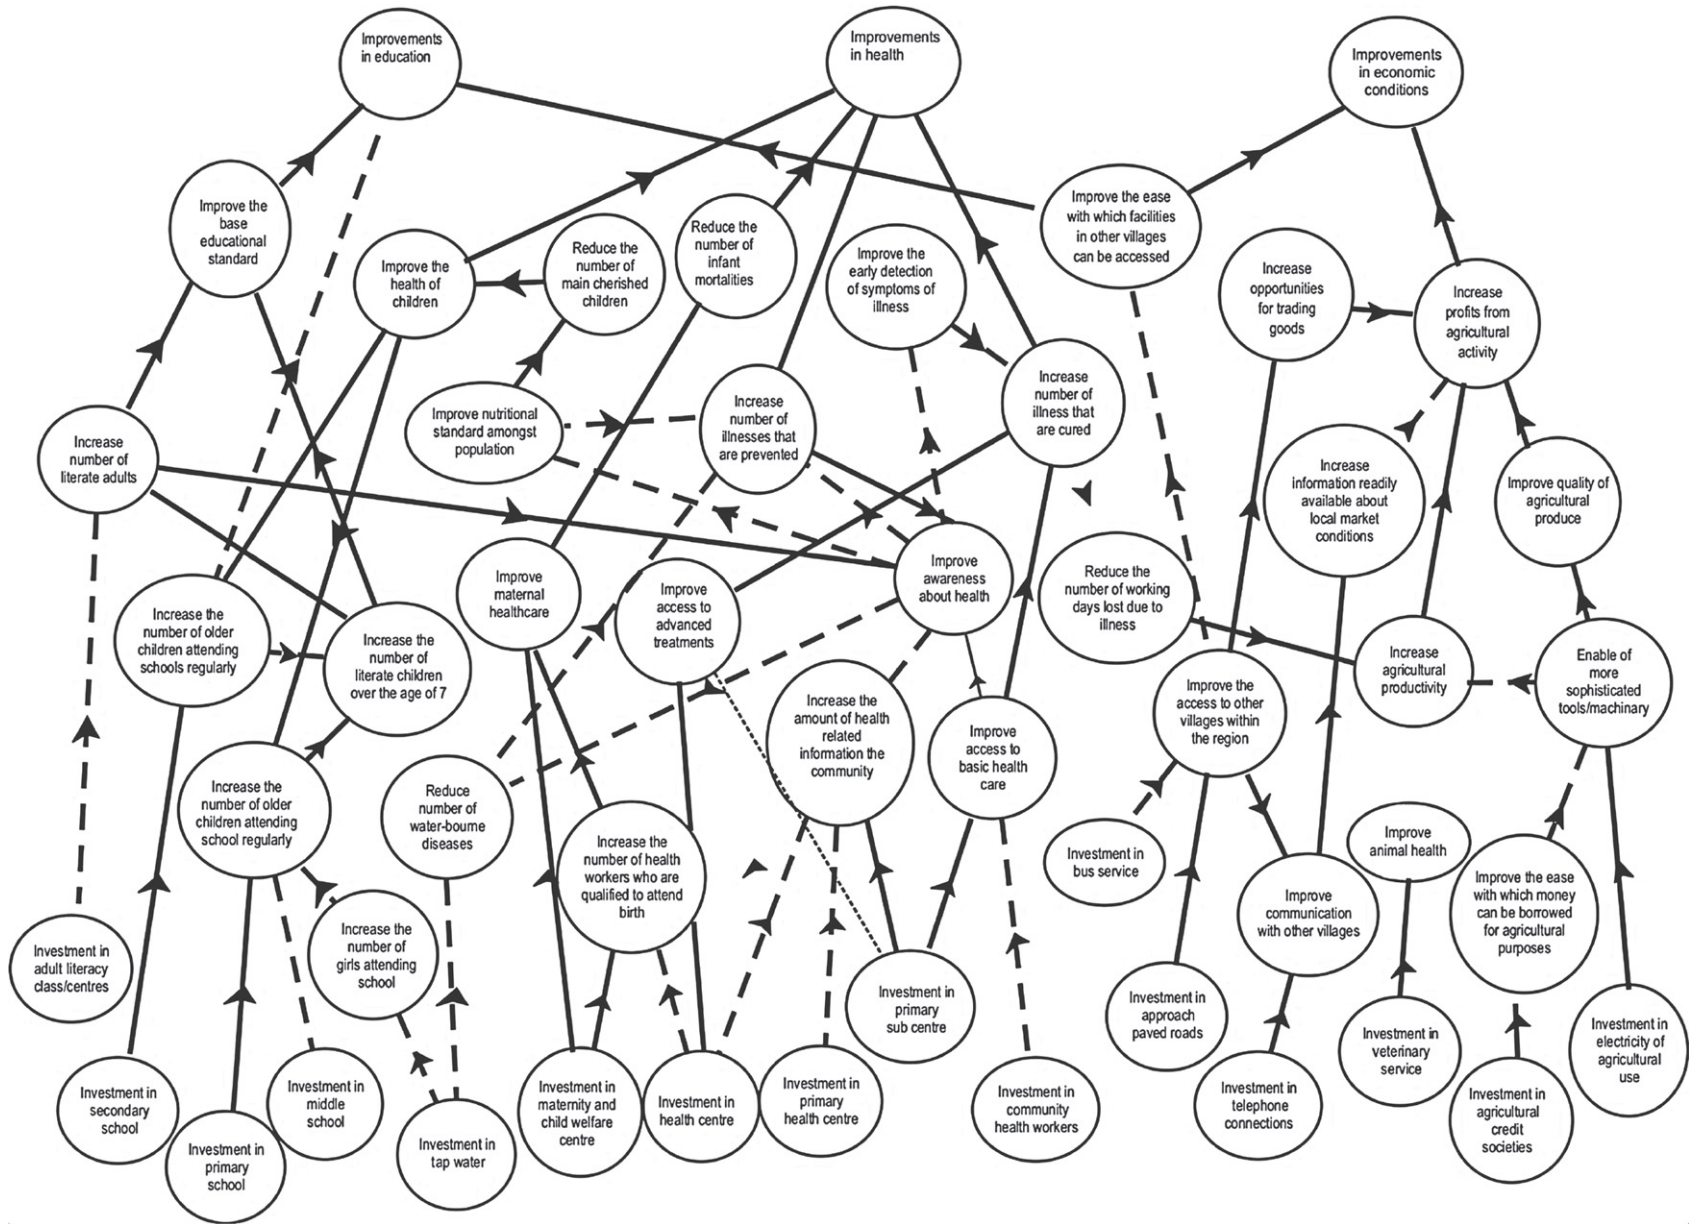 Improvements
in education
Improvements
in health
Improvements
in economic
conditions
Improve the
base
educational
standard
Improve the
health of
children
Reduce the
number of
main cherished
children
Reduce the
number of
infant
mortalities
Improve the
early detection
of symptoms of
illness
Improve the ease
with which facilities
in other villages
can be accessed
Increase
opportunities
for trading
goods
Increase
profits from
agricultural
activity
Increase
number of
literate adults
Improve nutritional
standard amongst
population
Increase
number of
illnesses that
are prevented
Increase
number of
illness that
are cured
Increase
information readily
available about
local market
conditions
Improve quality of
agricultural
produce
Increase the
number of older
children attending
schools regularly
Increase the
number of
literate children
over the age of 7
Improve
maternal
healthcare
Improve
access to
advanced
treatments
Improve
awareness
about health
Reduce the
number of working
days lost due to
illness
Improve the
access to other
villages within
the region
Increase
agricultural
productivity
Enable of
more
sophisticated
tools/machinary
Increase the
number of older
children attending
school regularly
Reduce
number of
water-bourne
diseases
Increase the
amount of health
related
information the
community
Improve
access to
basic health
care
Increase the
number of health
workers who are
qualified to attend
birth
Investment in
bus service
Improve
animal health
Improve
communication
with other villages
Improve the ease
with which money
can be borrowed
for agricultural
purposes
Investment in
adult literacy
class/centres
Increase the
number of
girls attending
school
Investment in
primary
sub centre
Investment in
approach
paved roads
Investment in
veterinary
service
Investment in
electricity of
agricultural
use
Investment in
secondary
school
Investment in
primary
school
Investment in
middle
school
Investment in
tap water
Investment in
maternity and
child welfare
centre
Investment in
health centre
Investment in
primary
health centre
Investment in
community
health workers
Investment in
telephone
connections
Investment in
agricultural
credit
societies